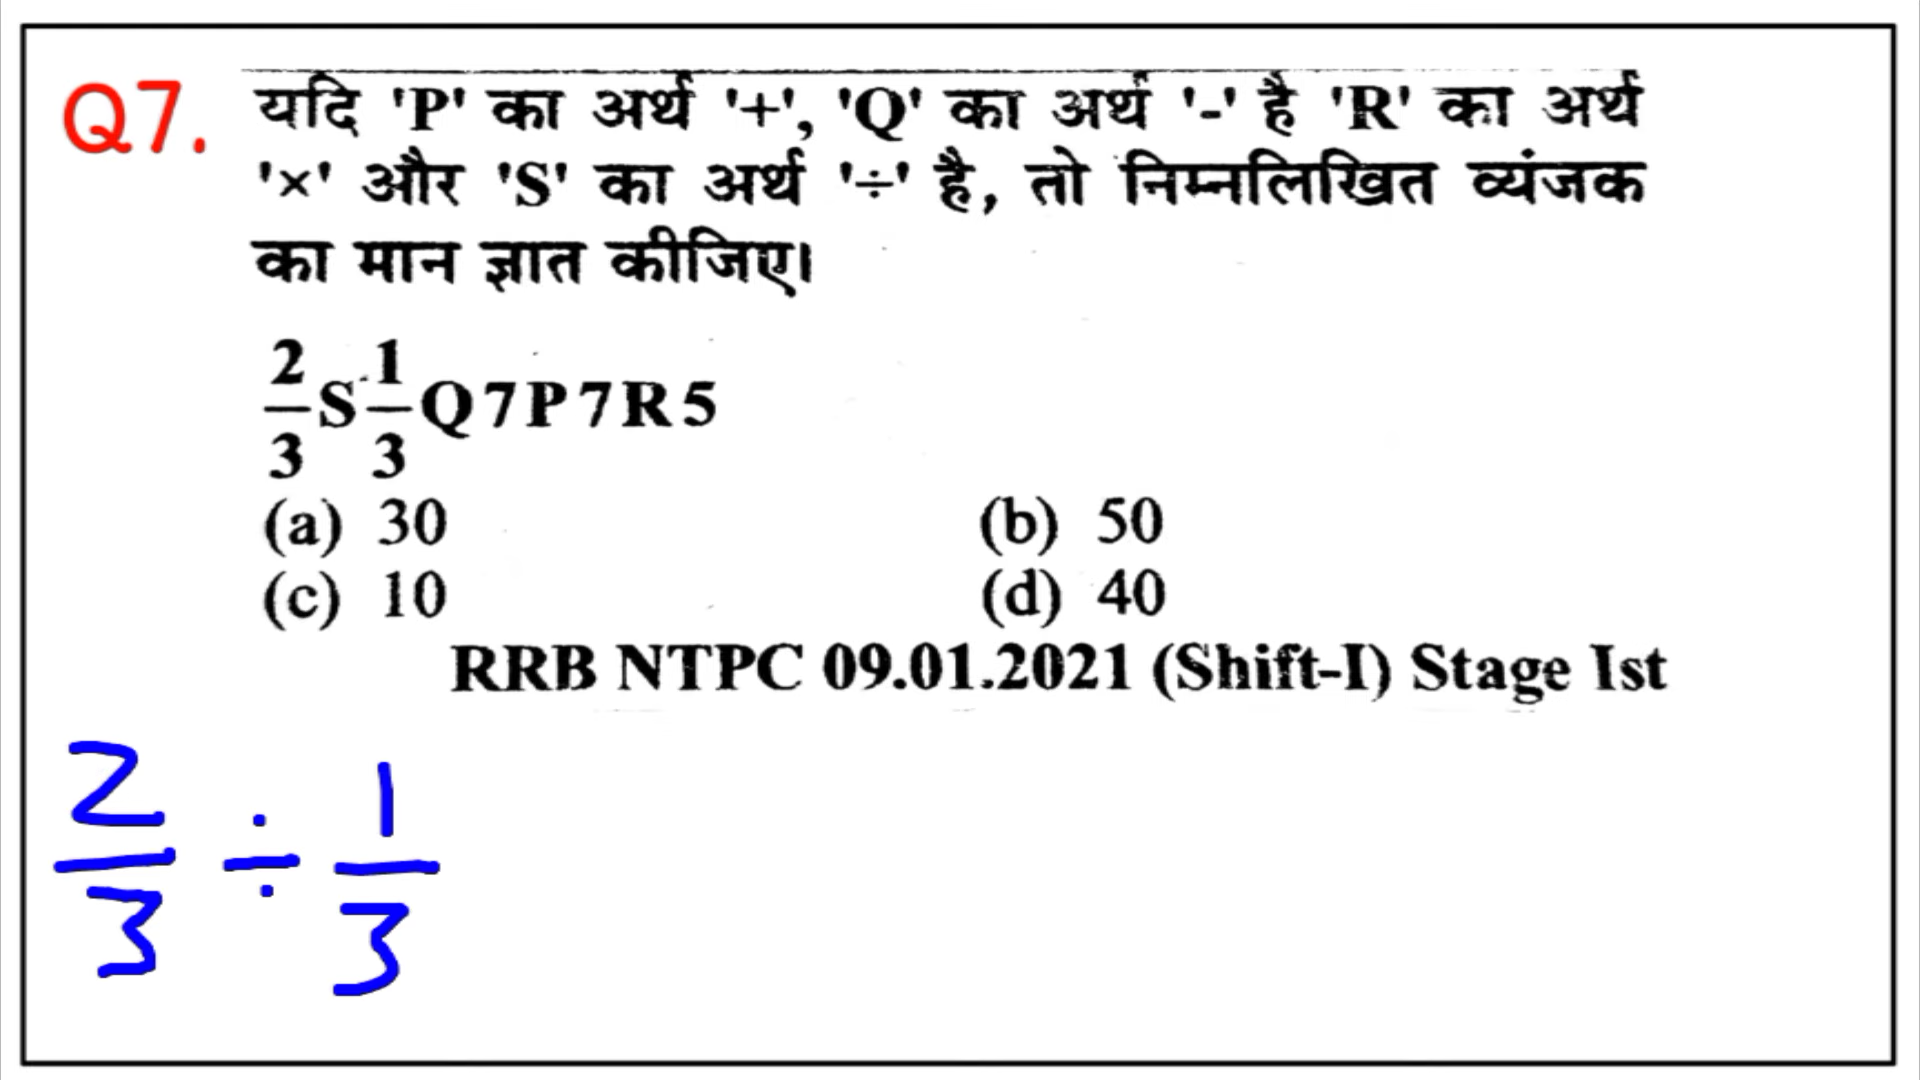 Q7. यदि 'P' का अर्थ '+', 'Q' का अर्थ '-' है 'R' का अर्थ
'×' और 'S' का अर्थ '÷' है, तो निम्नलिखित व्यंजक
का मान ज्ञात कीजिए।
2/3 S 1/3 Q 7 P 7 R 5
(a) 30 (b) 50
(c) 10 (d) 40
RRB NTPC 09.01.2021 (Shift-I) Stage Ist
2/3 ÷ 1/3